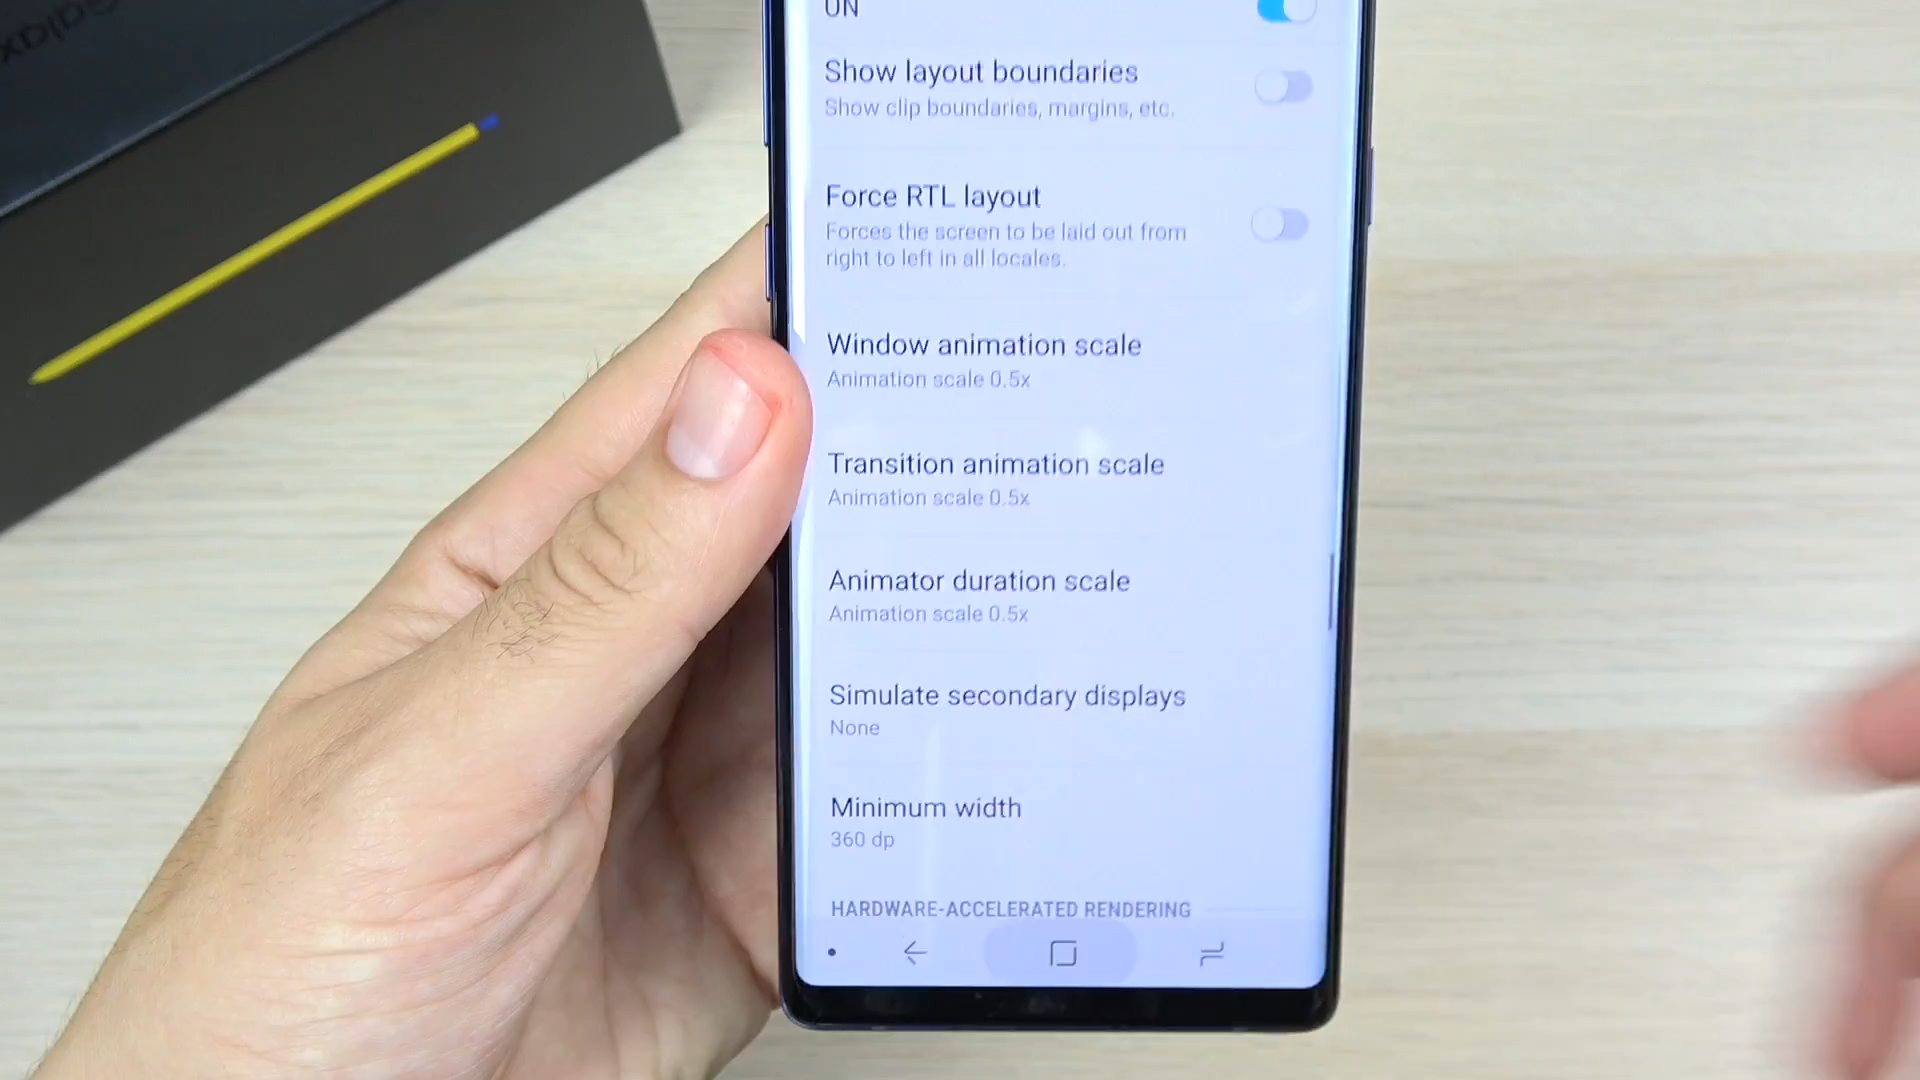 Galax
ON
Show layout boundaries
Show clip boundaries, margins, etc.
Force RTL layout
Forces the screen to be laid out from
right to left in all locales.
Window animation scale
Animation scale 0.5x
Transition animation scale
Animation scale 0.5x
Animator duration scale
Animation scale 0.5x
Simulate secondary displays
None
Minimum width
360 dp
HARDWARE-ACCELERATED RENDERING